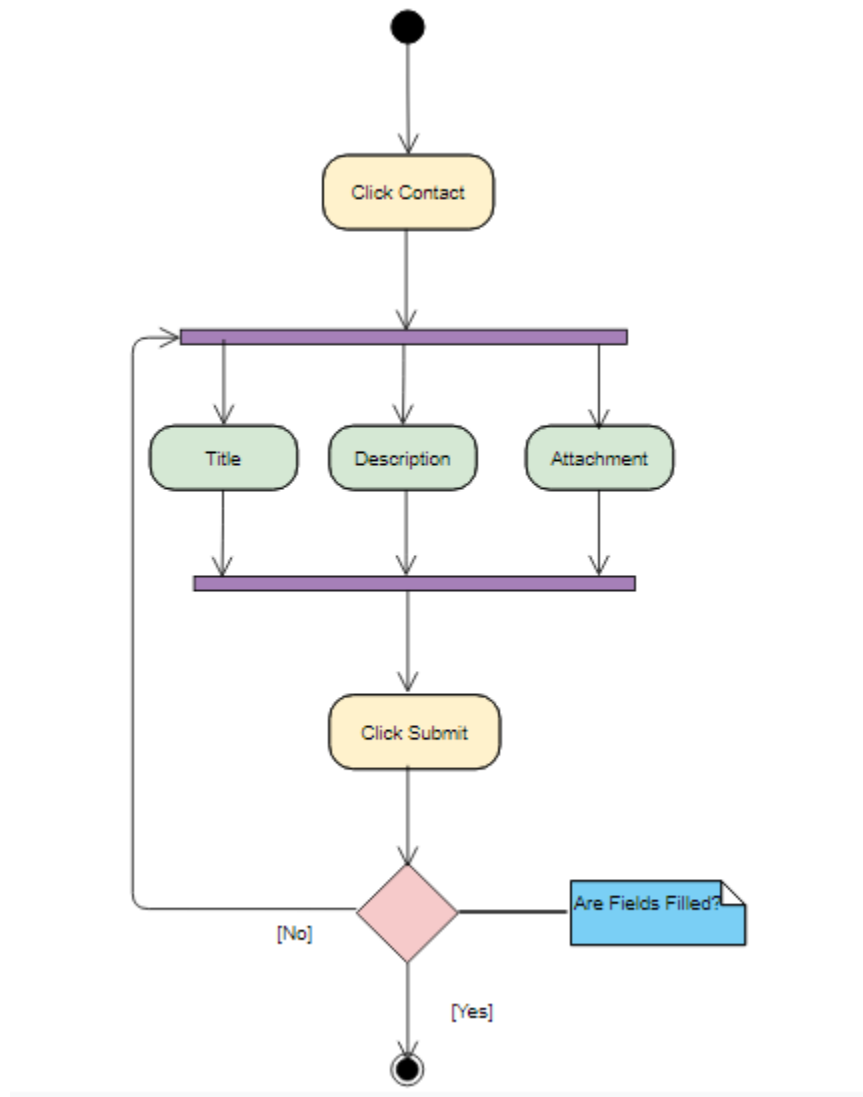 Click Contact
Title
Description
Attachment
Click Submit
Are Fields Filled?
[No]
[Yes]